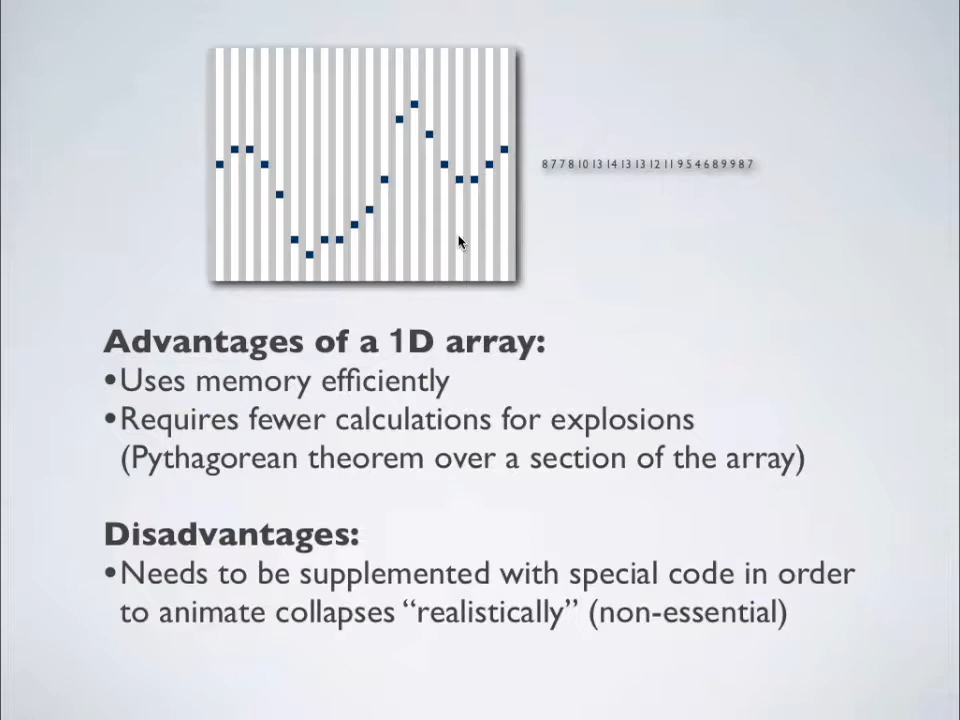 8 7 7 8 10 13 14 13 13 12 11 9 5 4 6 8 9 9 8 7
Advantages of a 1D array:
•Uses memory efficiently
•Requires fewer calculations for explosions
(Pythagorean theorem over a section of the array)
Disadvantages:
•Needs to be supplemented with special code in order
to animate collapses “realistically” (non-essential)